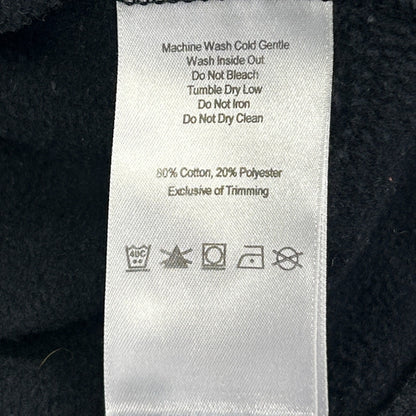 Machine Wash Cold Gentle
Wash Inside Out
Do Not Bleach
Tumble Dry Low
Do Not Iron
Do Not Dry Clean
80% Cotton, 20% Polyester
Exclusive of Trimming
4UC